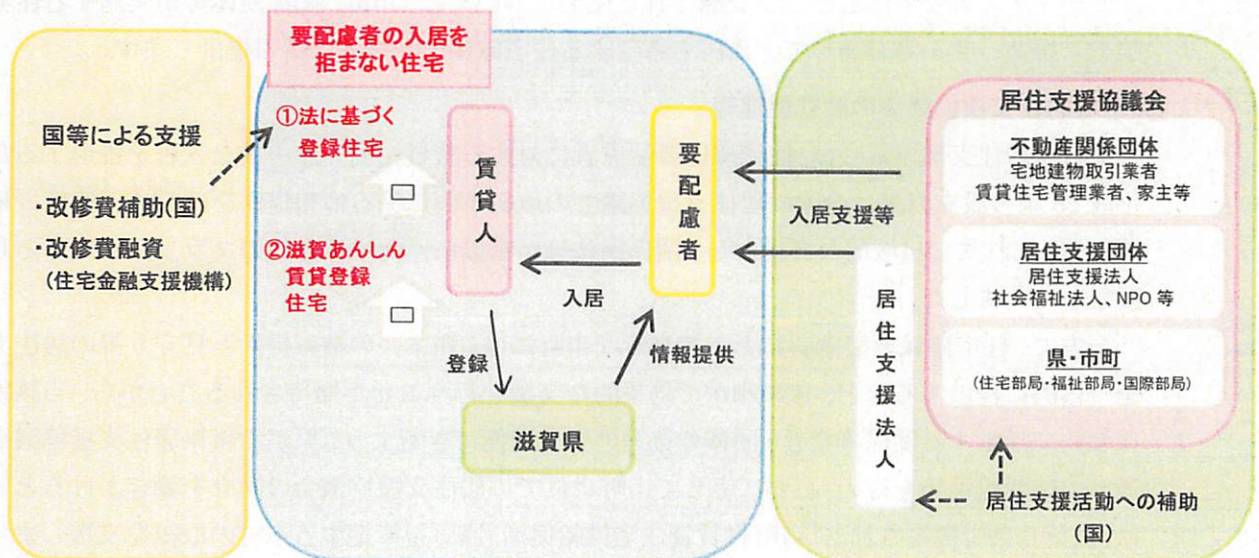 国等による支援
・改修費補助(国)
・改修費融資
(住宅金融支援機構)
要配慮者の入居を
拒まない住宅
①法に基づく
登録住宅
②滋賀あんしん
賃貸登録
住宅
賃貸人
要配慮者
入居
登録
情報提供
滋賀県
入居支援等
居住支援法人
居住支援協議会
不動産関係団体
宅地建物取引業者
賃貸住宅管理業者、家主等
居住支援団体
居住支援法人
社会福祉法人、NPO 等
県・市町
(住宅部局・福祉部局・国際部局)
居住支援活動への補助
(国)